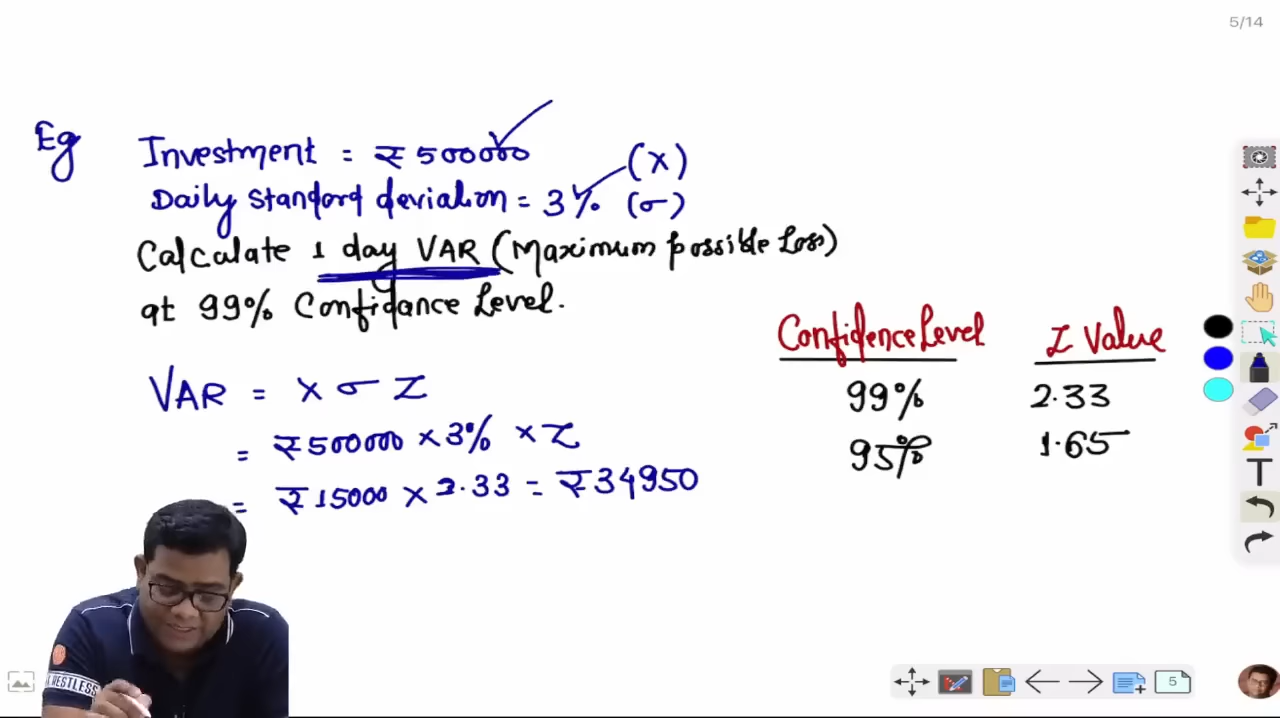 5/14
Eg Investment = ₹ 500000 (X)
Daily Standard deviation = 3% (σ)
Calculate 1 day VAR (Maximum possible Loss)
at 99% Confidance Level.
Confidence Level Z Value
99% 2.33
95% 1.65
VAR = X σ Z
= ₹500000 × 3% × Z
= ₹15000 × 2.33 = ₹34950
RESTLESS
T
5